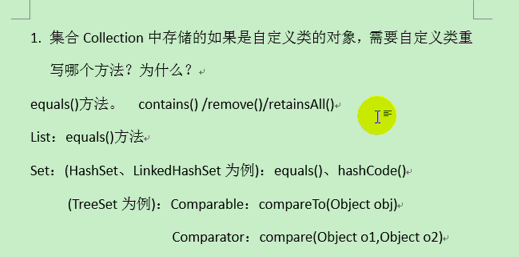 1. 集合 Collection 中存储的如果是自定义类的对象，需要自定义类重
写哪个方法？为什么？
equals()方法。 contains() /remove()/retainsAll()
List：equals()方法
Set：(HashSet、LinkedHashSet 为例)：equals()、hashCode()
(TreeSet 为例)：Comparable：compareTo(Object obj)
Comparator：compare(Object o1,Object o2)